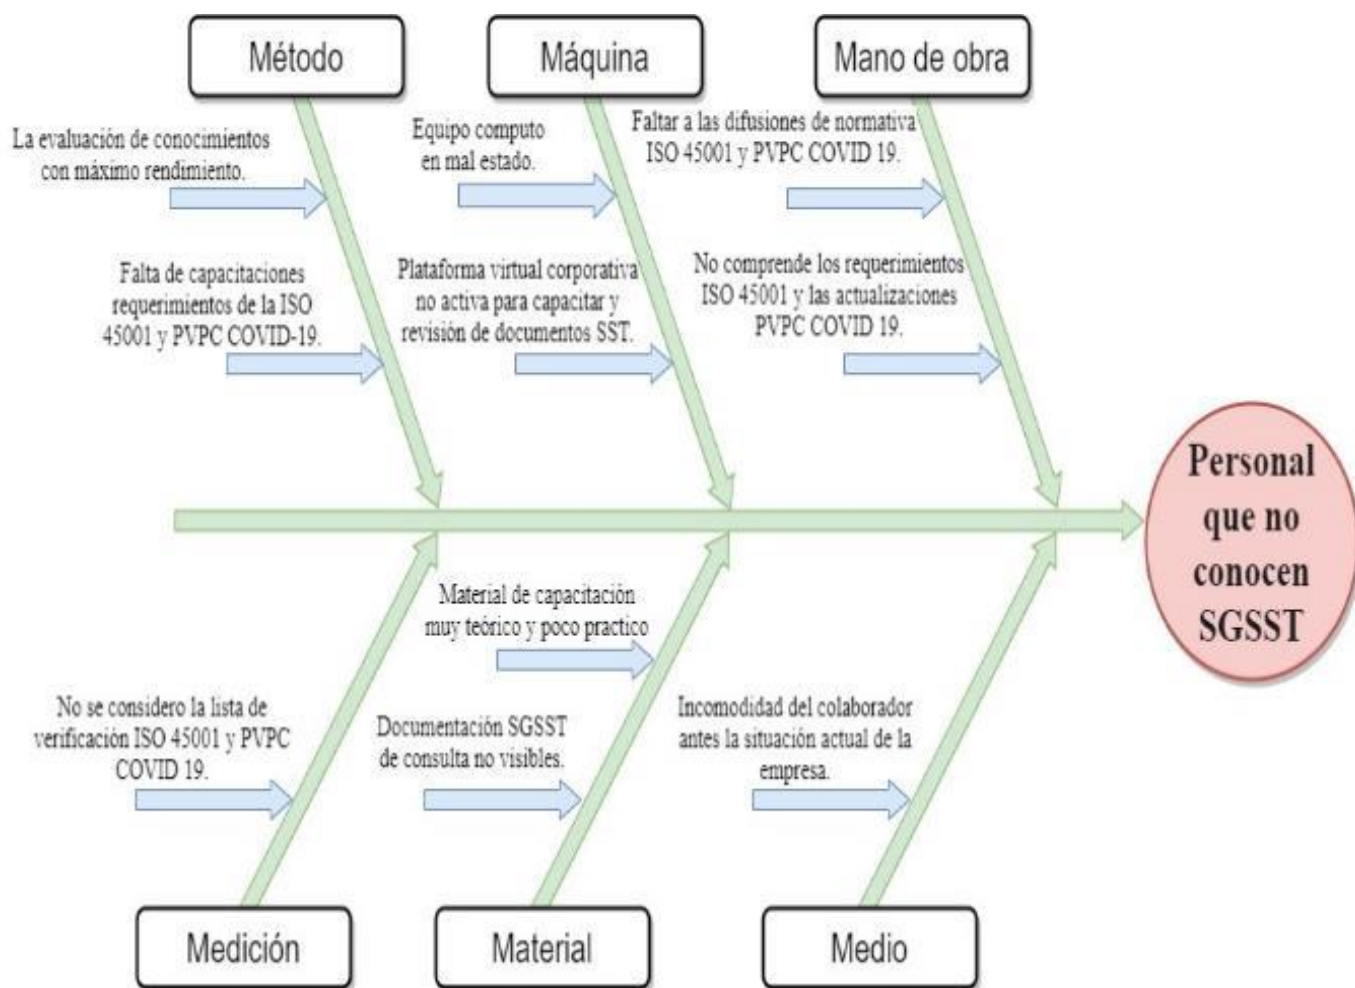 Método
Máquina
Mano de obra
La evaluación de conocimientos
con máximo rendimiento.
Equipo computo
en mal estado.
Faltar a las difusiones de normativa
ISO 45001 y PVPC COVID 19.
Falta de capacitaciones
requerimientos de la ISO
45001 y PVPC COVID-19.
Plataforma virtual corporativa
no activa para capacitar y
revisión de documentos SST.
No comprende los requerimientos
ISO 45001 y las actualizaciones
PVPC COVID 19.
Personal
que no
conocen
SGSST
No se considero la lista de
verificación ISO 45001 y PVPC
COVID 19.
Material de capacitación
muy teórico y poco practico
Documentación SGSST
de consulta no visibles.
Incomodidad del colaborador
antes la situación actual de la
empresa.
Medición
Material
Medio